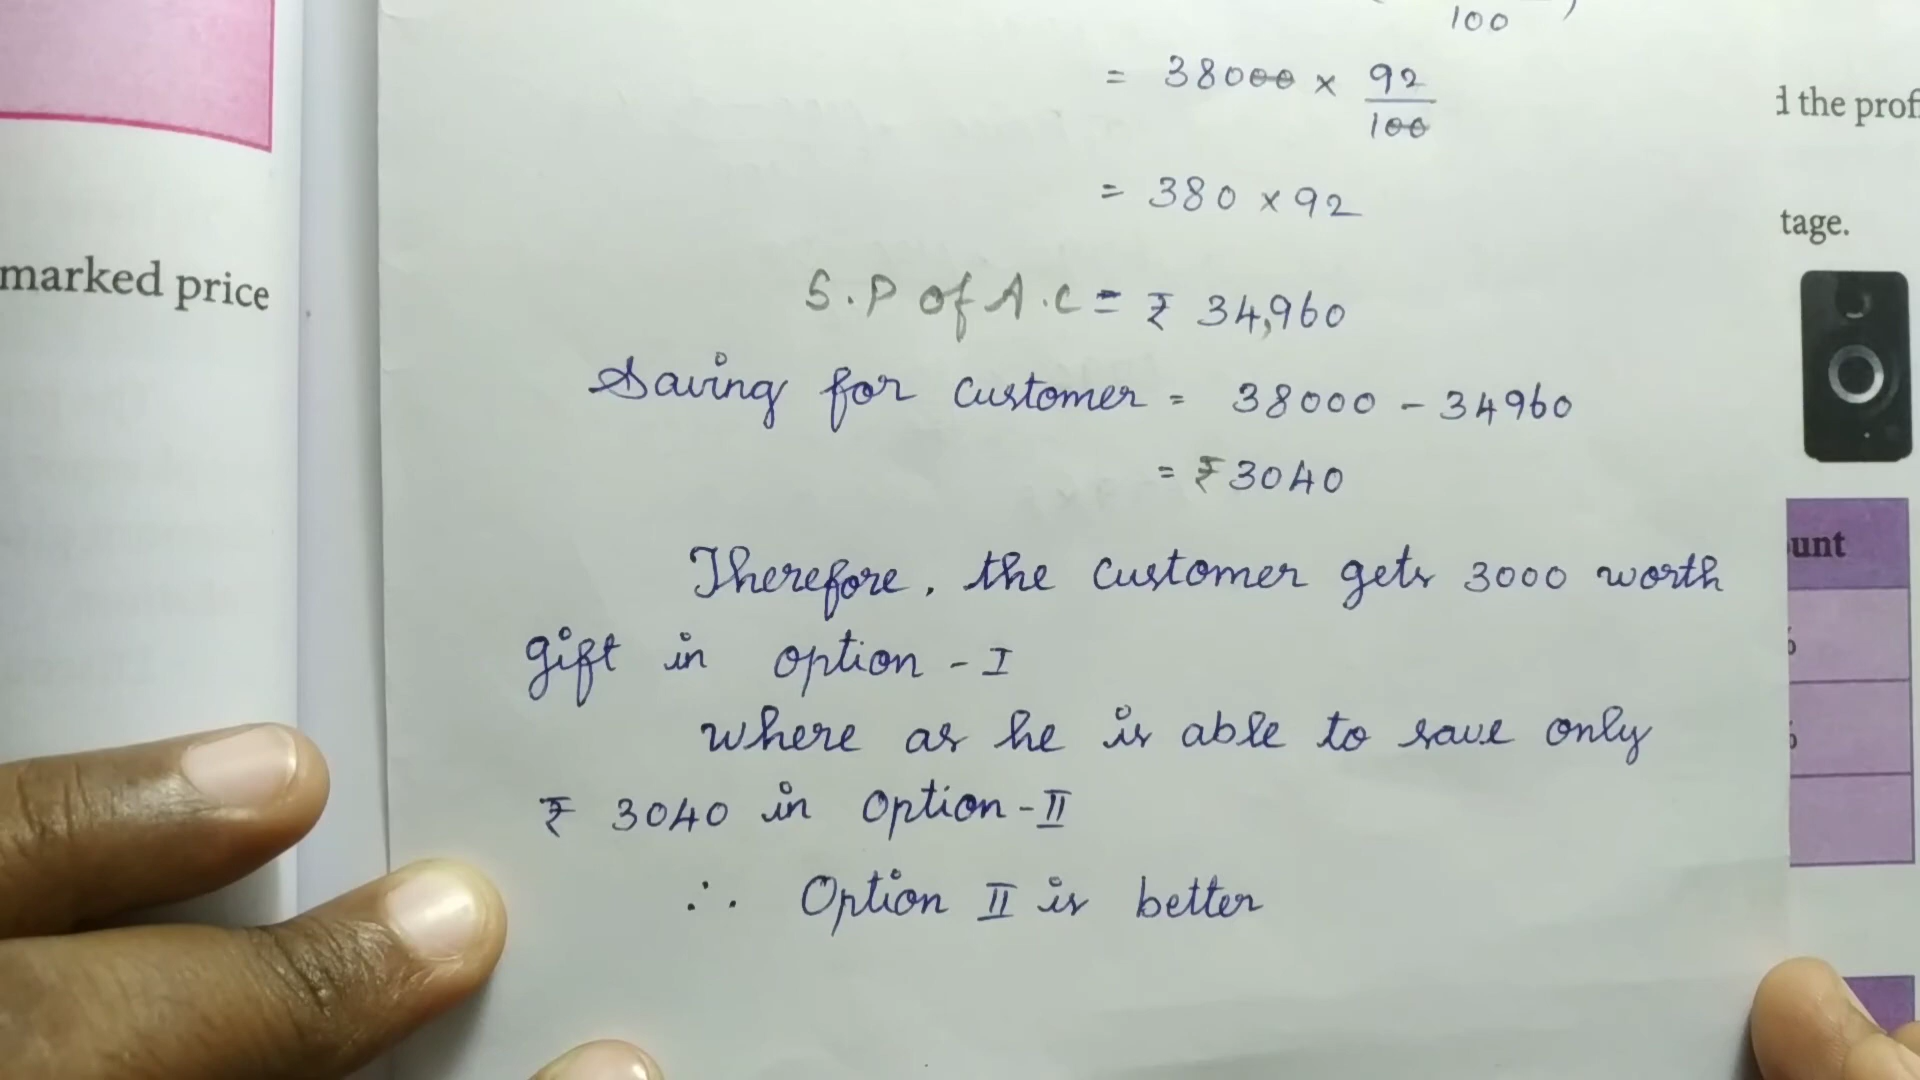 100 )
= 38000 × 92
100
d the prof
= 380 × 92
tage.
marked price
S.P of A.C = ₹ 34,960
Saving for customer = 38000 - 34960
= ₹ 3040
unt
Therefore, the customer gets 3000 worth
gift in option - I
where as he is able to save only
₹ 3040 in option - II
∴ Option II is better